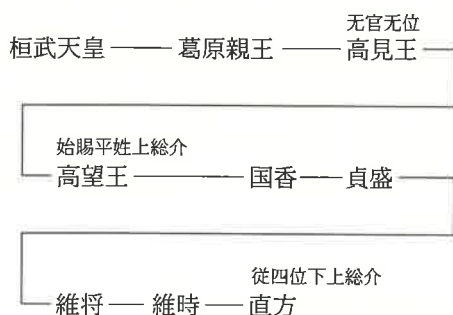 无官无位
桓武天皇 葛原親王 高見王
始賜平姓上総介
高望王 国香 貞盛
従四位下上総介
維将 維時 直方